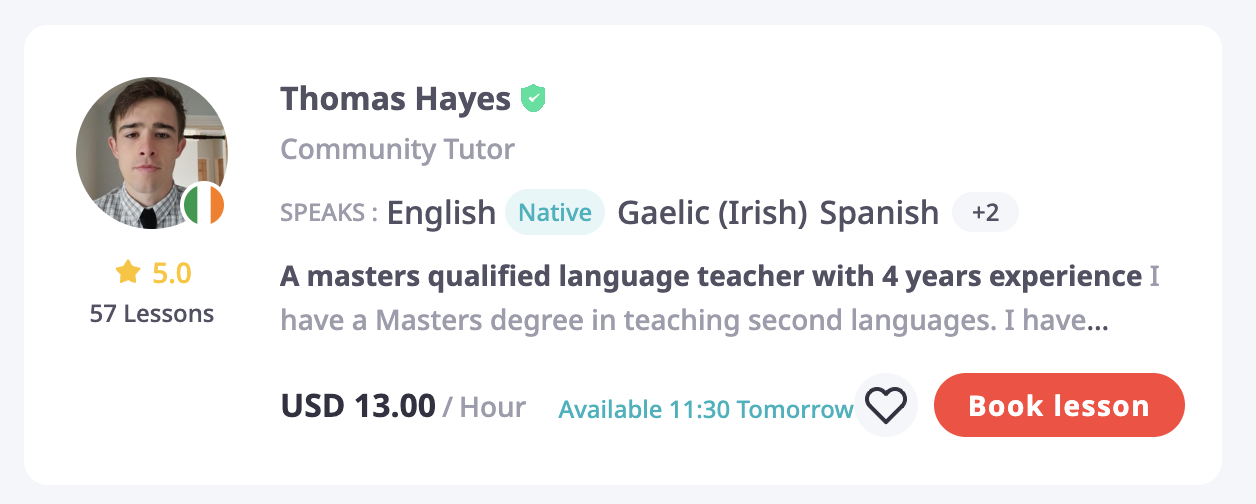 Thomas Hayes
Community Tutor
SPEAKS : English Native Gaelic (Irish) Spanish +2
5.0
57 Lessons
A masters qualified language teacher with 4 years experience I
have a Masters degree in teaching second languages. I have...
USD 13.00 / Hour Available 11:30 Tomorrow Book lesson